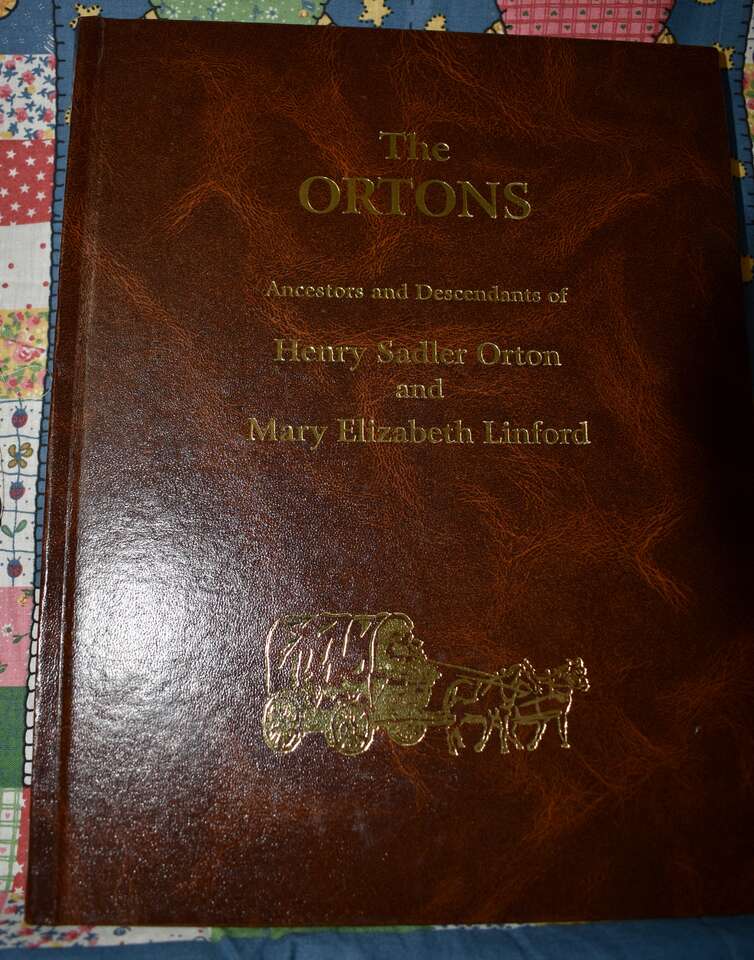 The
ORTONS
Ancestors and Descendants of
Henry Sadler Orton
and
Mary Elizabeth Linford